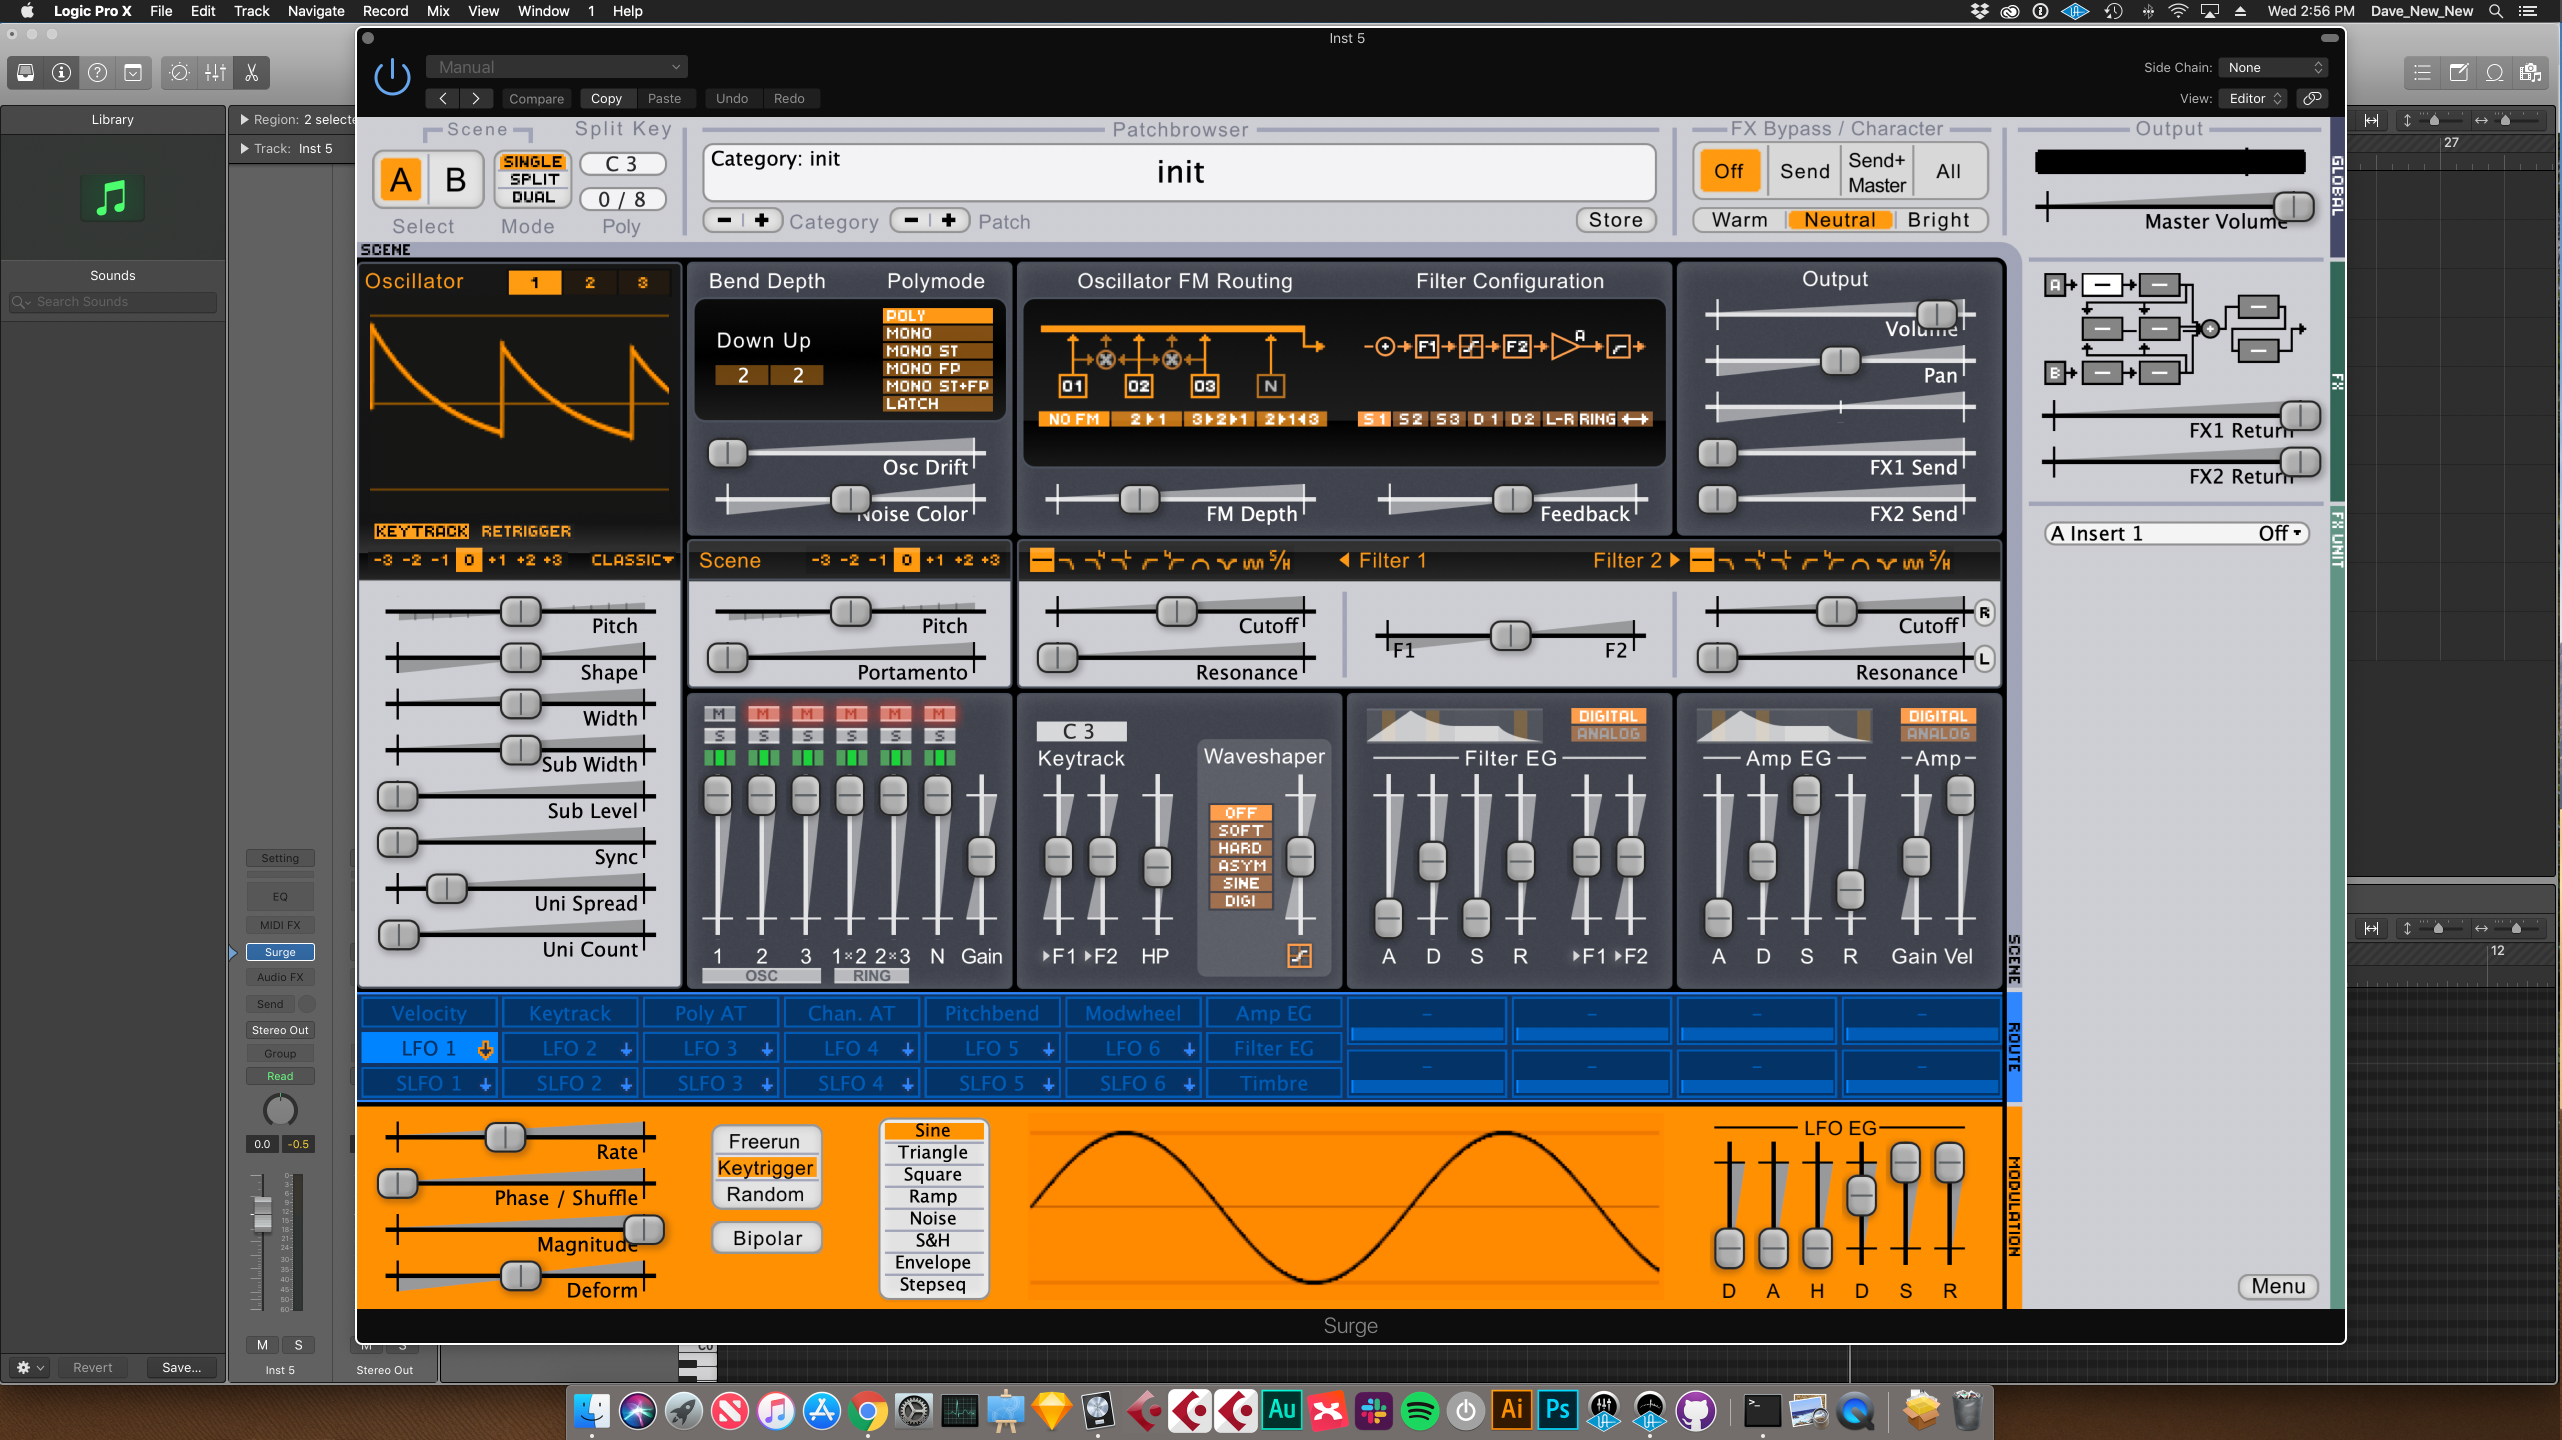 Logic Pro X File Edit Track Navigate Record Mix View Window 1 Help
Wed 2:56 PM Dave_New_New
Inst 5
Manual
Side Chain: None
Compare Copy Paste Undo Redo
View: Editor
Library
Region: 2 selecte
Track: Inst 5
Sounds
Search Sounds
27
Scene
Split Key
Patchbrowser
FX Bypass / Character
Output
A B
SINGLE
SPLIT
DUAL
C 3
0 / 8
Select Mode Poly
Category: init
init
Category
Patch
Store
Off Send Send+ Master All
Warm Neutral Bright
Master Volume
GLOBAL
SCENE
Oscillator 1 2 3
KEYTRACK RETRIGGER
-3 -2 -1 0 +1 +2 +3 CLASSIC
Bend Depth
Polymode
Down Up
2 2
POLY
MONO
MONO ST
MONO FP
MONO ST+FP
LATCH
Osc Drift
Noise Color
Oscillator FM Routing
Filter Configuration
O1 O2 O3 N
F1 F2 A
NO FM 2▸1 3▸2▸1 2▸1◂3
S1 S2 S3 D1 D2 L-R RING
FM Depth
Feedback
Output
Volume
Pan
FX1 Send
FX2 Send
A
B
FX
FX1 Return
FX2 Return
A Insert 1 Off
FX UNIT
Scene -3 -2 -1 0 +1 +2 +3
S/H
Filter 1
Filter 2
S/H
Pitch
Shape
Width
Sub Width
Sub Level
Sync
Uni Spread
Uni Count
Pitch
Portamento
Cutoff
Resonance
F1 F2
Cutoff R
Resonance L
M M M M M M
S S S S S S
1 2 3 1×2 2×3 N Gain
OSC RING
C 3
Keytrack
▸F1 ▸F2 HP
Waveshaper
OFF
SOFT
HARD
ASYM
SINE
DIGI
DIGITAL
ANALOG
Filter EG
A D S R ▸F1 ▸F2
DIGITAL
ANALOG
Amp EG
Amp
A D S R Gain Vel
SCENE
Velocity Keytrack Poly AT Chan. AT Pitchbend Modwheel Amp EG - - - -
LFO 1 LFO 2 LFO 3 LFO 4 LFO 5 LFO 6 Filter EG
SLFO 1 SLFO 2 SLFO 3 SLFO 4 SLFO 5 SLFO 6 Timbre - - - -
ROUTE
Rate
Phase / Shuffle
Magnitude
Deform
Freerun
Keytrigger
Random
Bipolar
Sine
Triangle
Square
Ramp
Noise
S&H
Envelope
Stepseq
LFO EG
D A H D S R
MODULATION
Menu
Surge
Setting
EQ
MIDI FX
Surge
Audio FX
Send
Stereo Out
Group
Read
0.0 -0.5
M S
M S
Inst 5
Stereo Out
Revert Save...
12
C0
Au
Ai
Ps